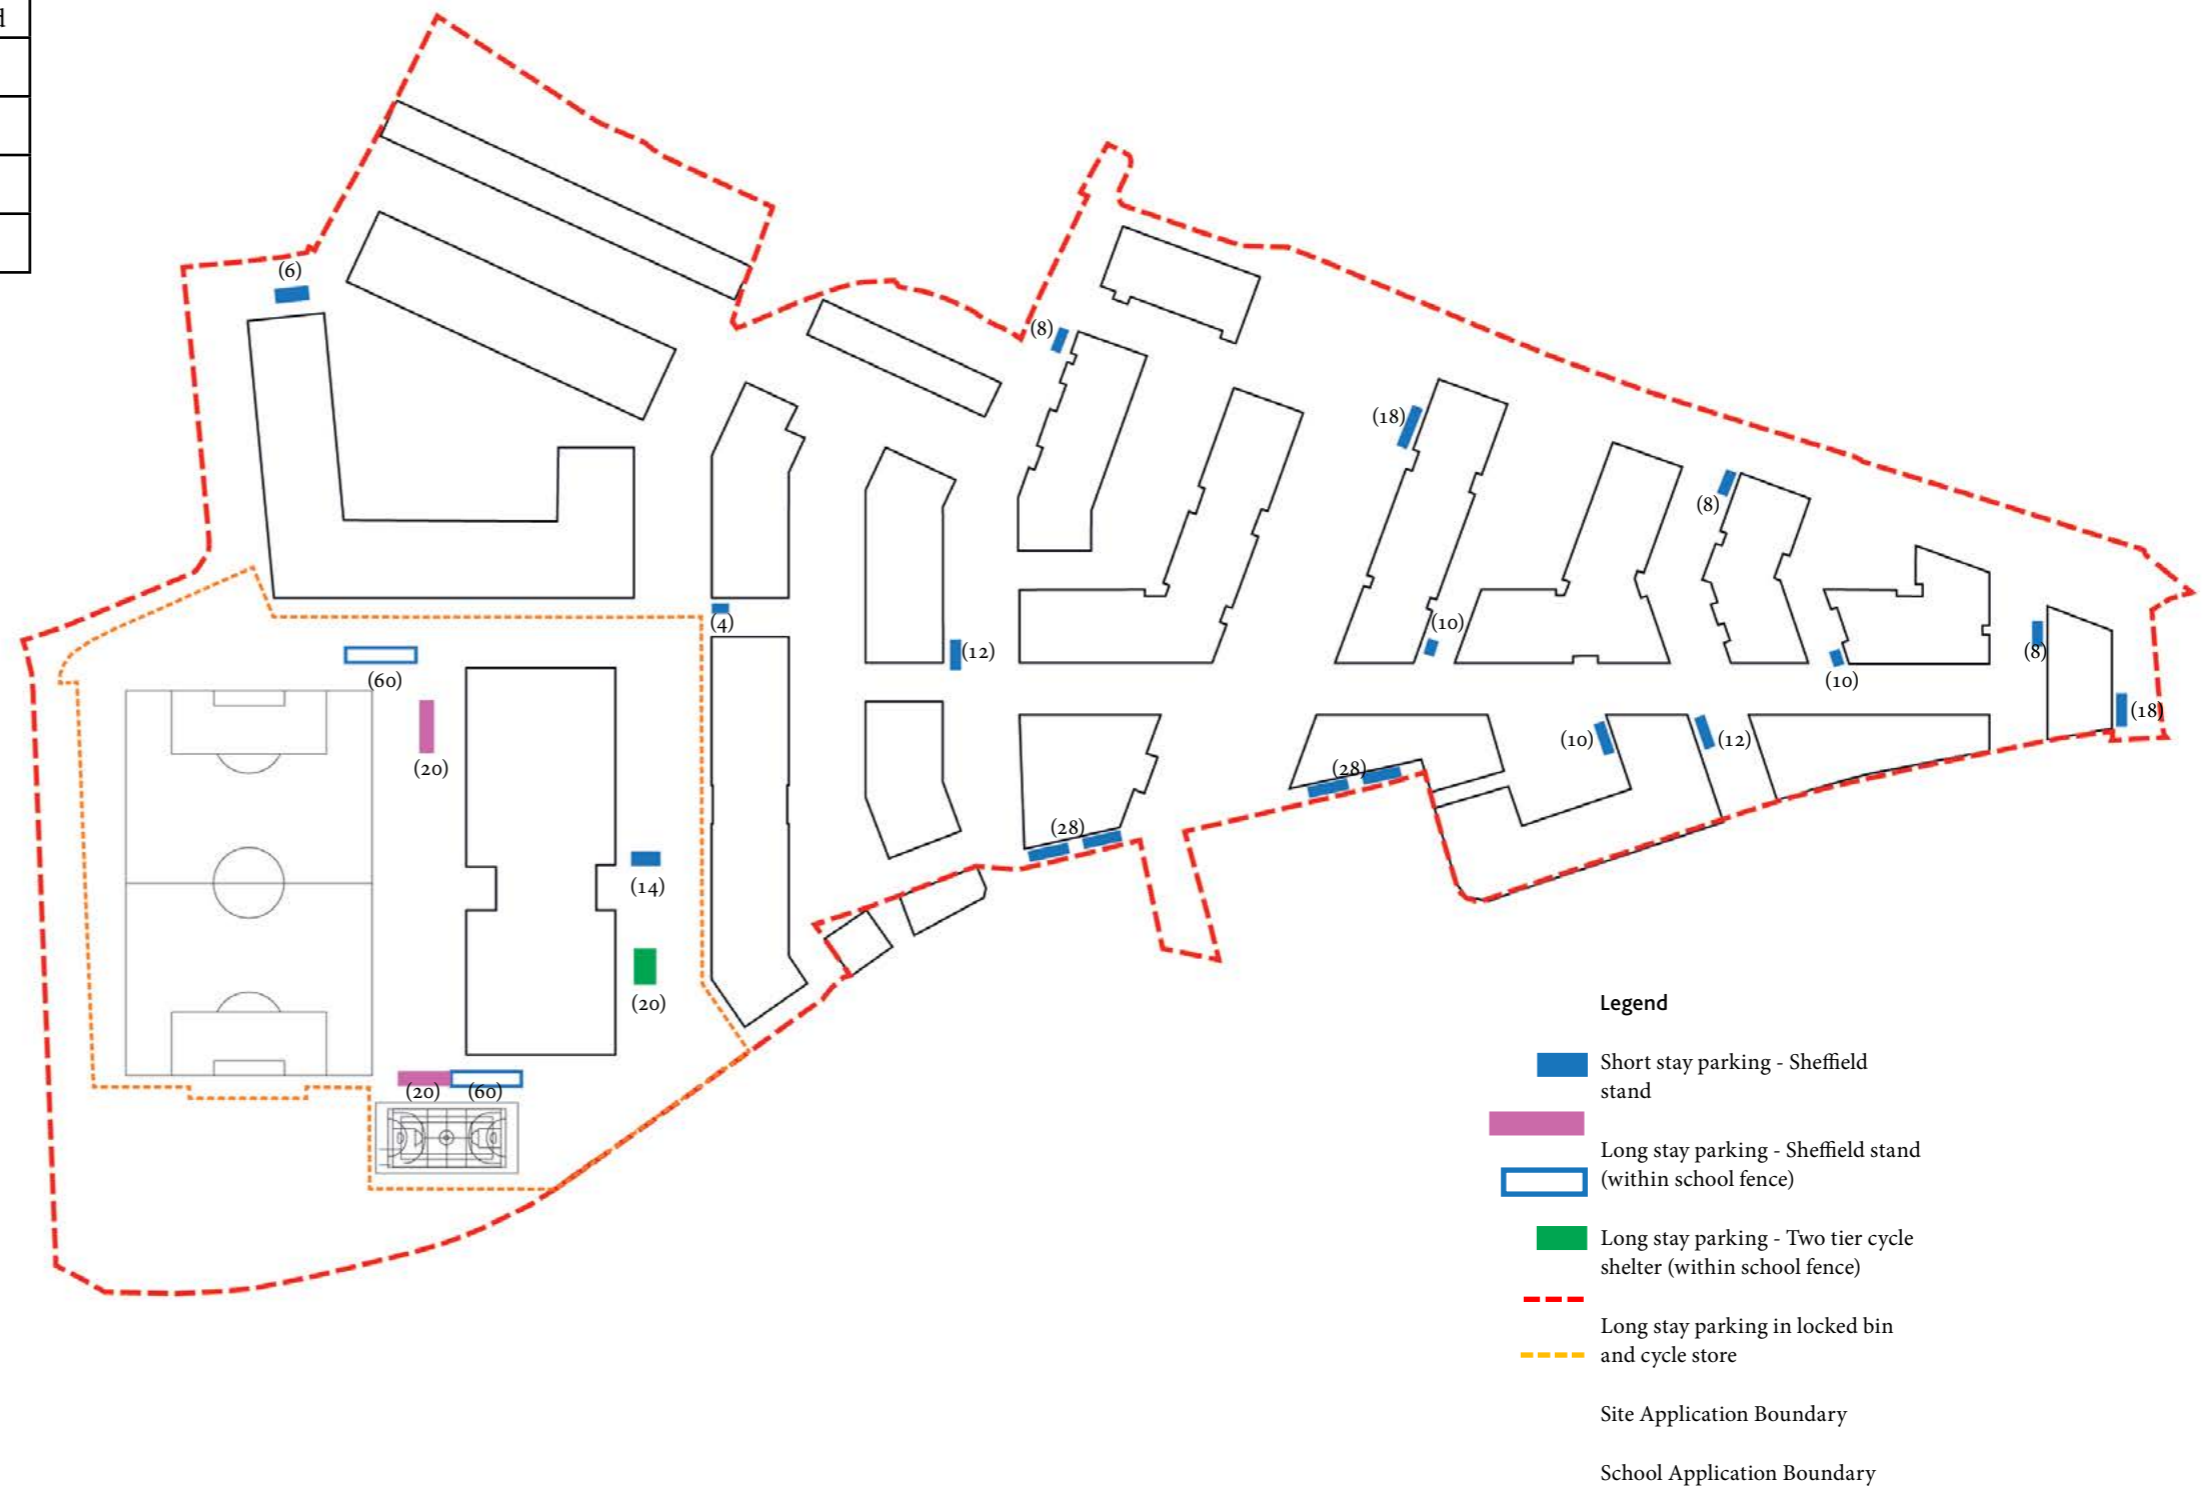 d
(6)
(8)
(18)
(8)
(4)
(12)
(10)
(8)
(60)
(10)
(20)
(18)
(10)
(12)
(28)
(28)
(14)
(20)
(20)
(60)
Legend
Short stay parking - Sheffield
stand
Long stay parking - Sheffield stand
(within school fence)
Long stay parking - Two tier cycle
shelter (within school fence)
Long stay parking in locked bin
and cycle store
Site Application Boundary
School Application Boundary